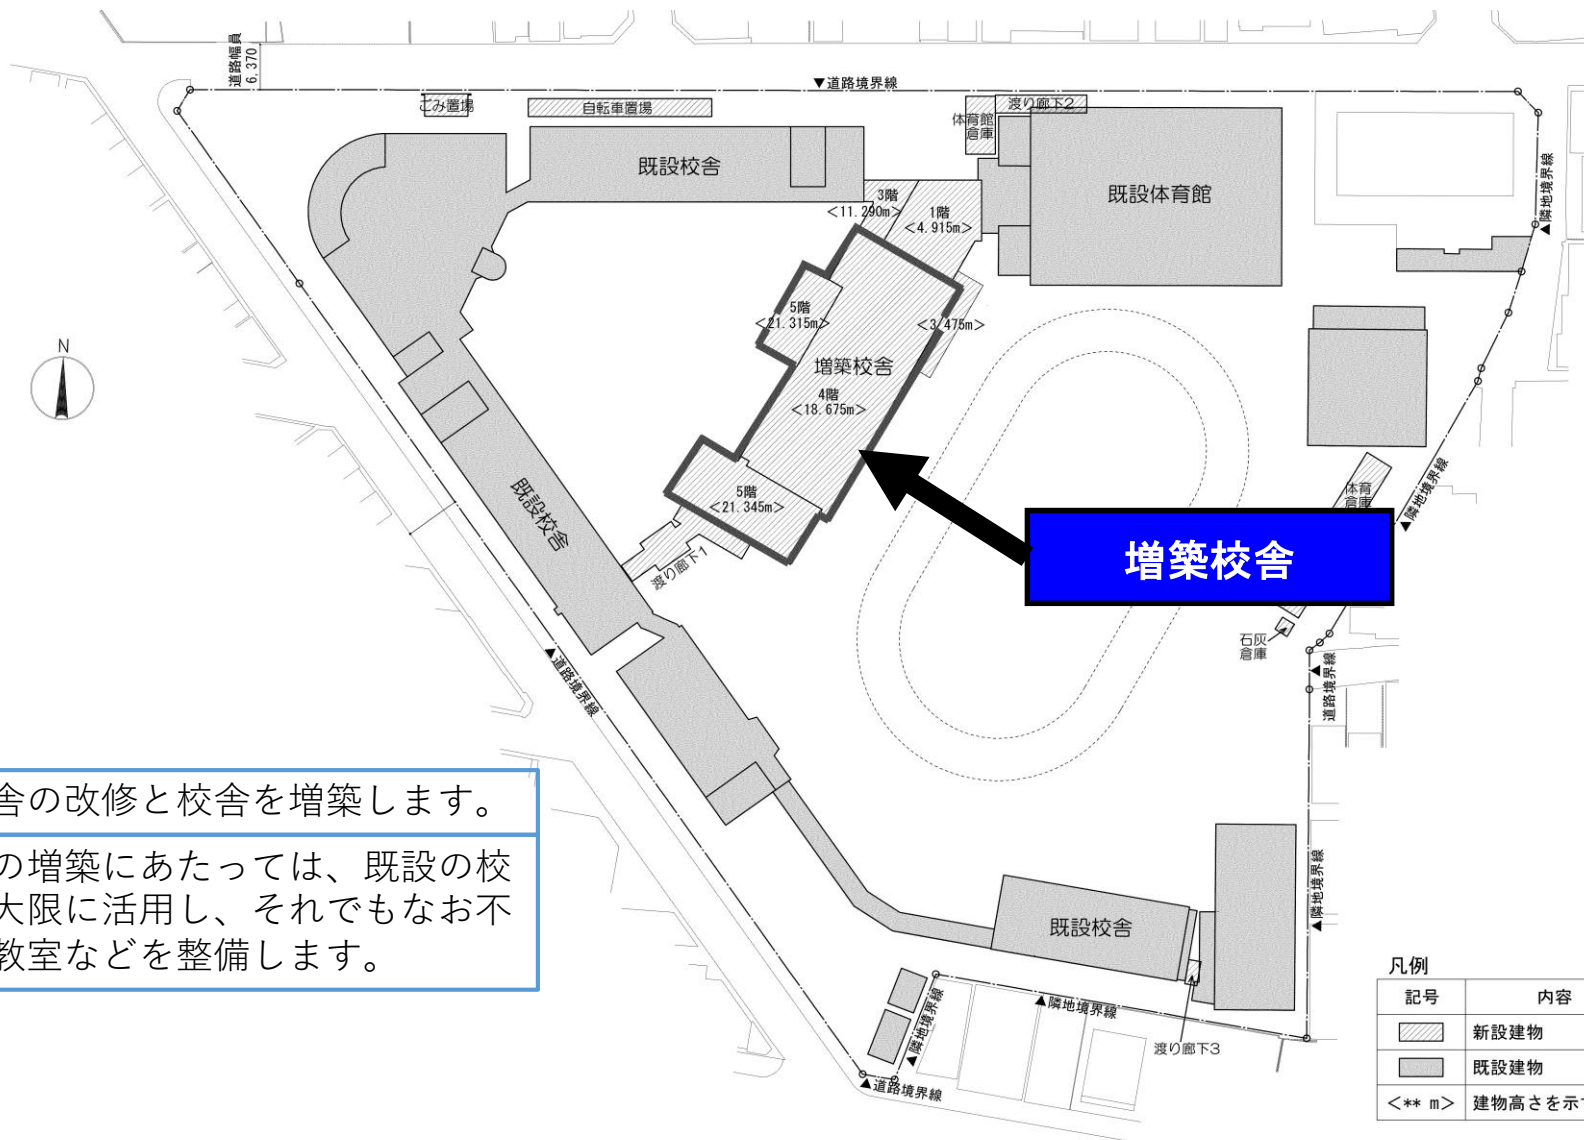 道路幅員
6,370
▼道路境界線
ごみ置場
自転車置場
体育館
倉庫
渡り廊下2
既設校舎
既設体育館
▲隣地境界線
3階
<11.290m>
1階
<4.915m>
5階
<21.315m>
<3.475m>
N
増築校舎
4階
<18.675m>
既設校舎
5階
<21.345m>
体育
倉庫
▲隣地境界線
増築校舎
渡り廊下1
石灰
倉庫
▲道路境界線
▲道路境界線
舎の改修と校舎を増築します。
の増築にあたっては、既設の校
大限に活用し、それでもなお不
教室などを整備します。
▲隣地境界線
既設校舎
▲隣地境界線
▲隣地境界線
渡り廊下3
▲道路境界線
凡例
記号 内容
新設建物
既設建物
<** m> 建物高さを示